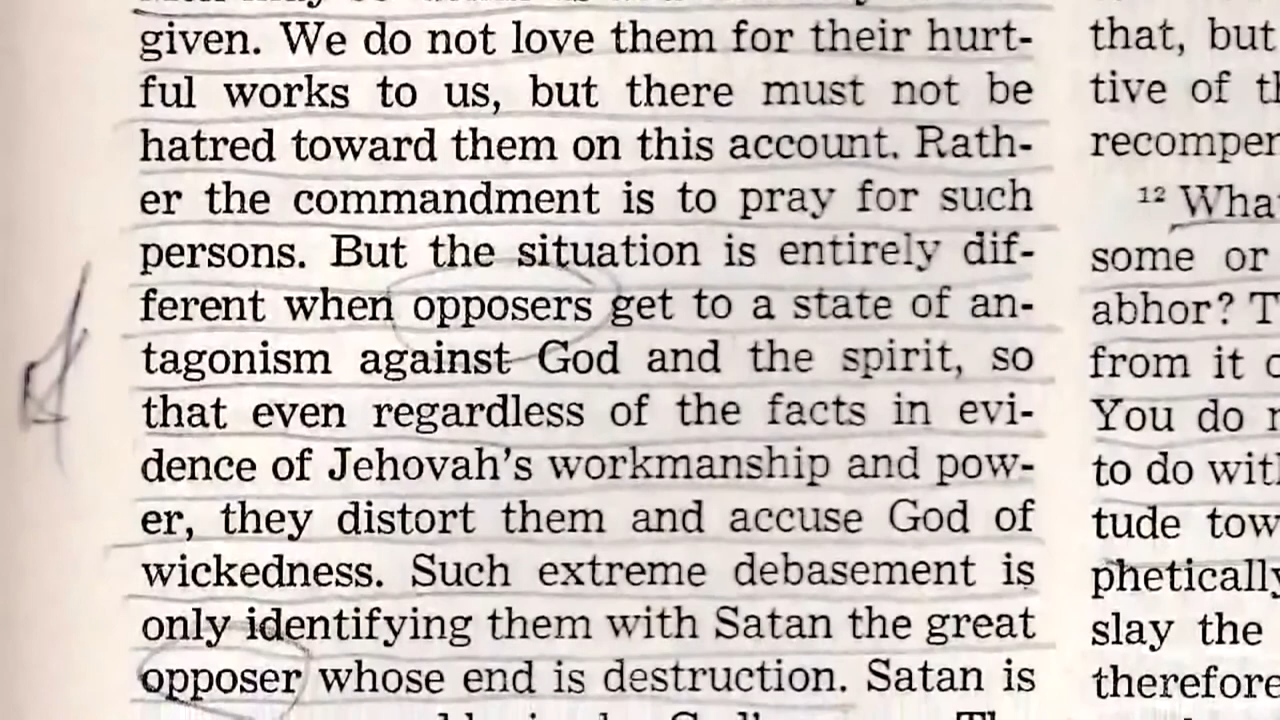 given. We do not love them for their hurt-
ful works to us, but there must not be
hatred toward them on this account. Rath-
er the commandment is to pray for such
persons. But the situation is entirely dif-
ferent when opposers get to a state of an-
tagonism against God and the spirit, so
that even regardless of the facts in evi-
dence of Jehovah's workmanship and pow-
er, they distort them and accuse God of
wickedness. Such extreme debasement is
only identifying them with Satan the great
opposer whose end is destruction. Satan is
that, but
tive of
12
some or
abhor?
from it
You do
to do
tude
slay the
therefore